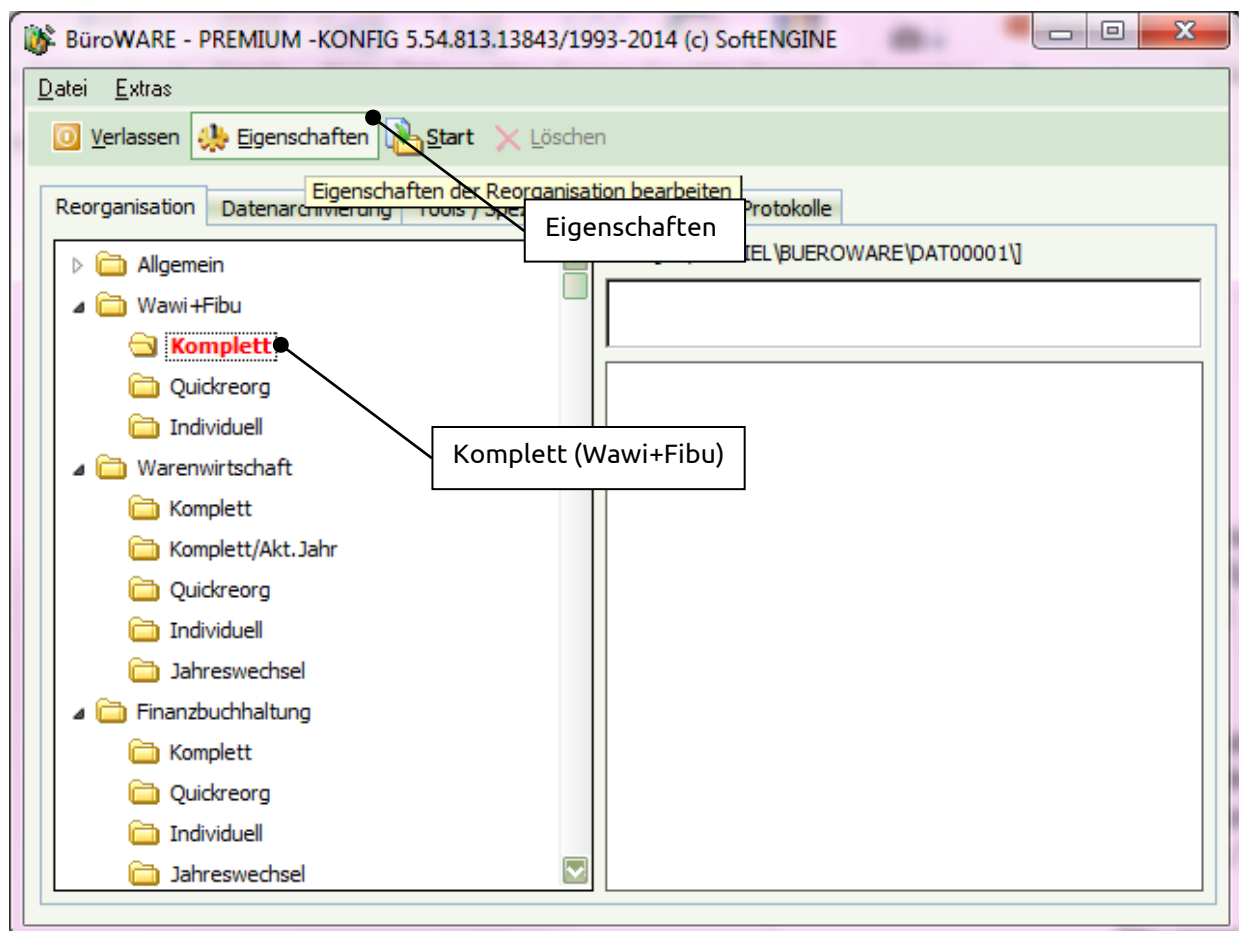 BüroWARE - PREMIUM -KONFIG 5.54.813.13843/1993-2014 (c) SoftENGINE
Datei Extras
Verlassen Eigenschaften Start Löschen
Eigenschaften der Reorganisation bearbeiten
Reorganisation Datenarchivierung Tools / Protokolle
Eigenschaften
\BUEROWARE\DAT00001\]
Allgemein
Wawi+Fibu
Komplett
Quickreorg
Individuell
Komplett (Wawi+Fibu)
Warenwirtschaft
Komplett
Komplett/Akt.Jahr
Quickreorg
Individuell
Jahreswechsel
Finanzbuchhaltung
Komplett
Quickreorg
Individuell
Jahreswechsel